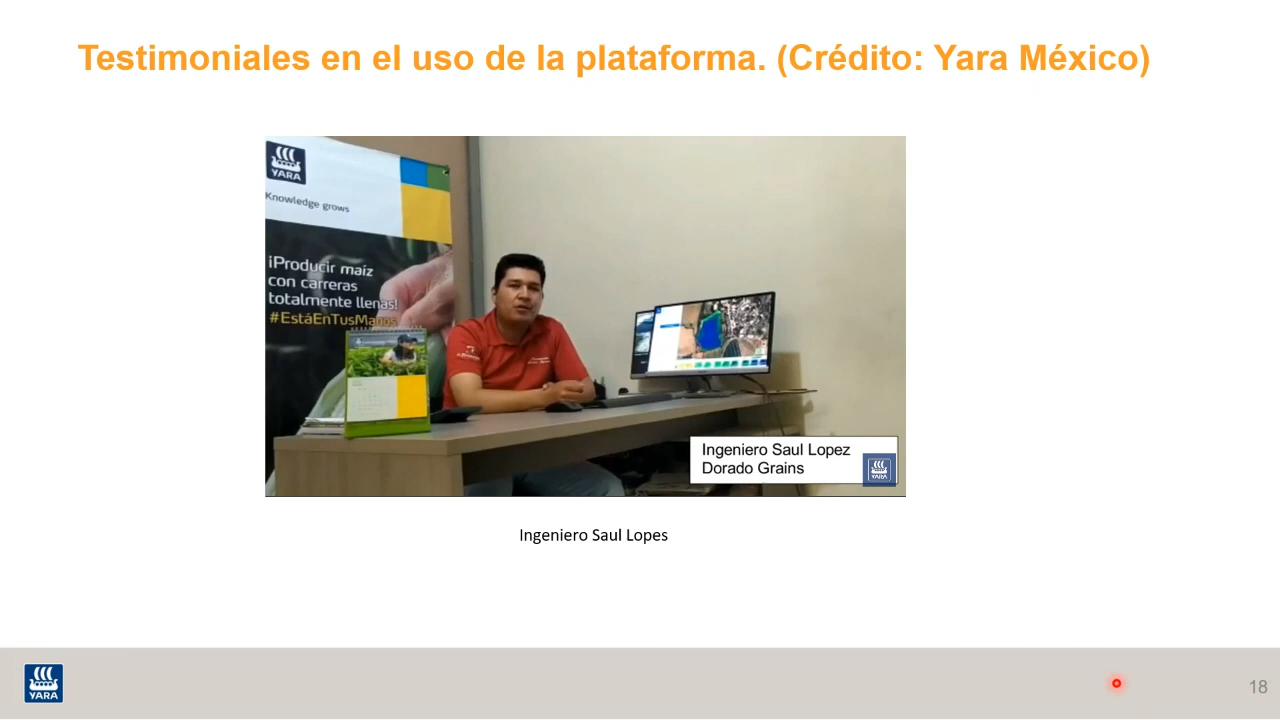 Testimoniales en el uso de la plataforma. (Crédito: Yara México)
YARA
Knowledge grows
¡Producir maíz
con carreras
totalmente llenas!
#EstáEnTusManos
Ingeniero Saul Lopez
Dorado Grains
YARA
Ingeniero Saul Lopes
YARA
18